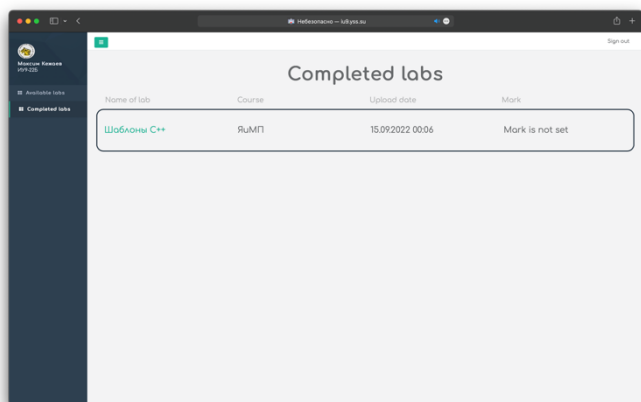 Небезопасно — iu9.yss.su
Sign out
Максим Кежаев
ИУ9-22Б
Available labs
Completed labs
Completed labs
Name of lab Course Upload date Mark
Шаблоны C++ ЯиМП 15.09.2022 00:06 Mark is not set